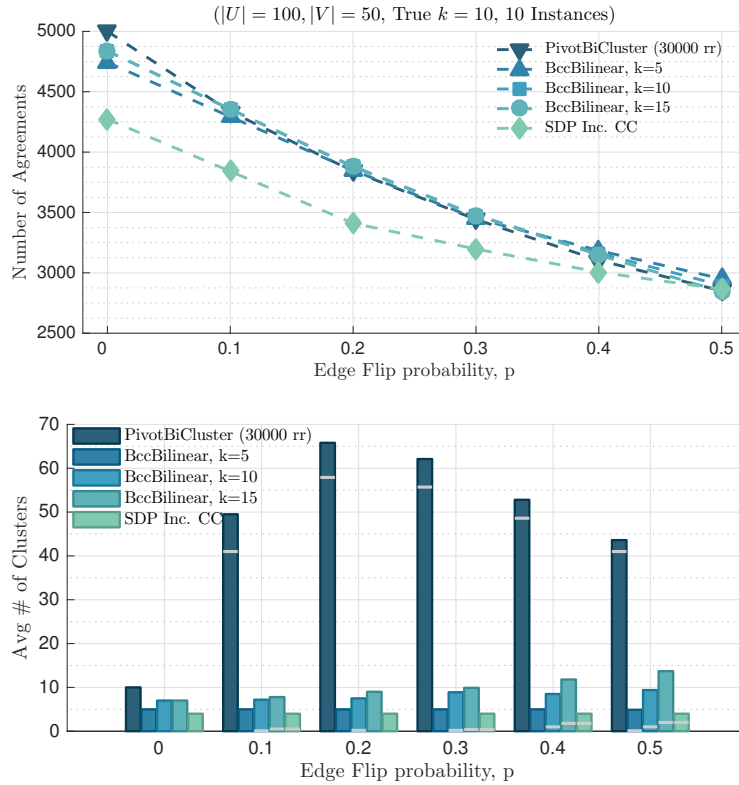 (|U| = 100, |V| = 50, True k = 10, 10 Instances)
5000
4500
4000
3500
3000
2500
Number of Agreements
PivotBiCluster (30000 rr)
BccBilinear, k=5
BccBilinear, k=10
BccBilinear, k=15
SDP Inc. CC
0 0.1 0.2 0.3 0.4 0.5
Edge Flip probability, p
70
60
50
40
30
20
10
0
Avg # of Clusters
PivotBiCluster (30000 rr)
BccBilinear, k=5
BccBilinear, k=10
BccBilinear, k=15
SDP Inc. CC
0 0.1 0.2 0.3 0.4 0.5
Edge Flip probability, p